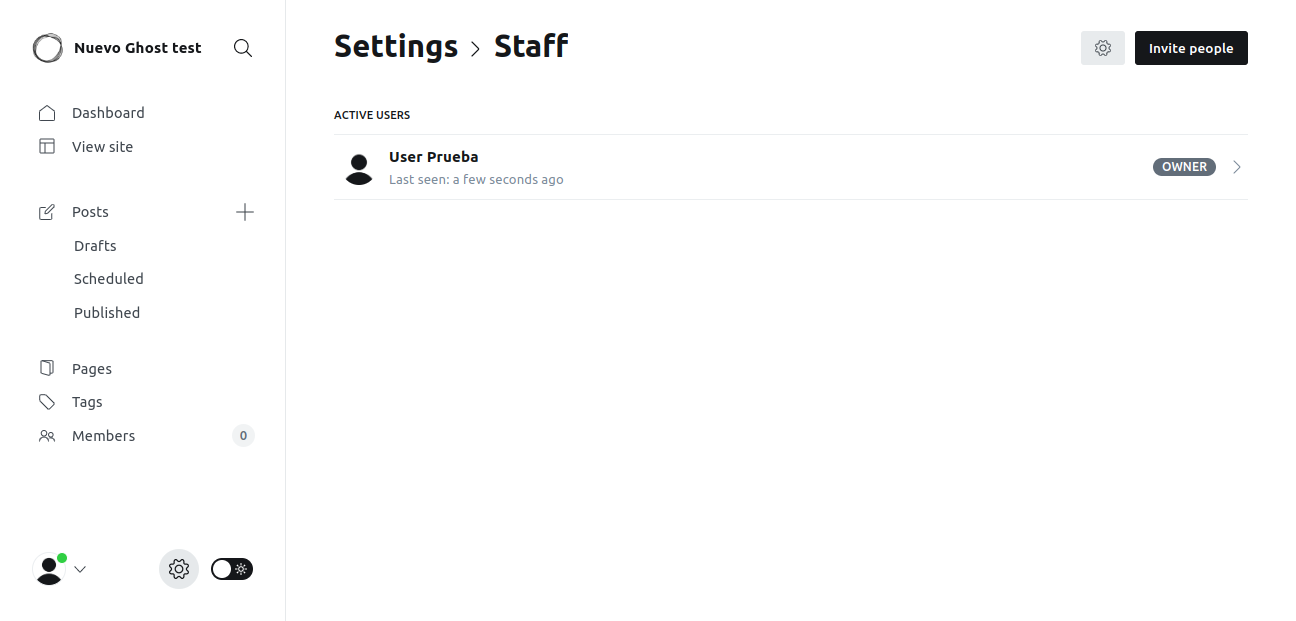 Nuevo Ghost test
Dashboard
View site
Posts
Drafts
Scheduled
Published
Pages
Tags
Members 0
Settings > Staff
Invite people
ACTIVE USERS
User Prueba
Last seen: a few seconds ago
OWNER